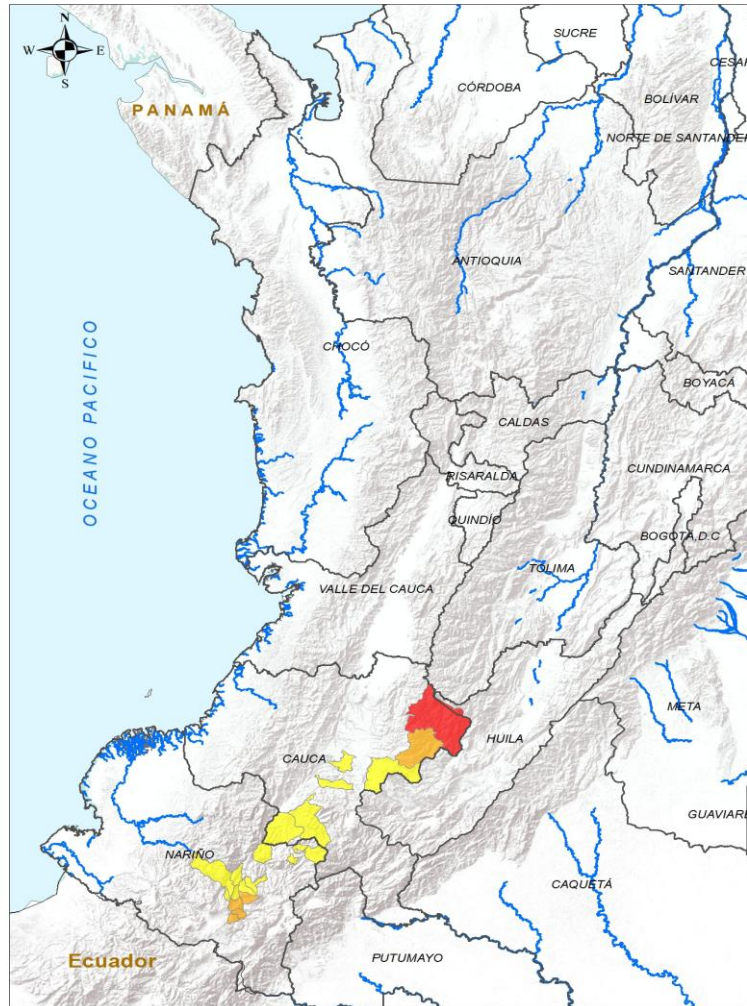 N
W E
S
SUCRE
CESAR
CÓRDOBA
BOLÍVAR
PANAMÁ
NORTE DE SANTANDER
ANTIOQUIA
SANTANDER
OCEANO PACIFICO
CHOCÓ
BOYACÁ
CALDAS
CUNDINAMARCA
RISARALDA
QUINDÍO
BOGOTÁ,D.C
TOLIMA
VALLE DEL CAUCA
META
HUILA
CAUCA
GUAVIARE
NARIÑO
CAQUETÁ
Ecuador
PUTUMAYO